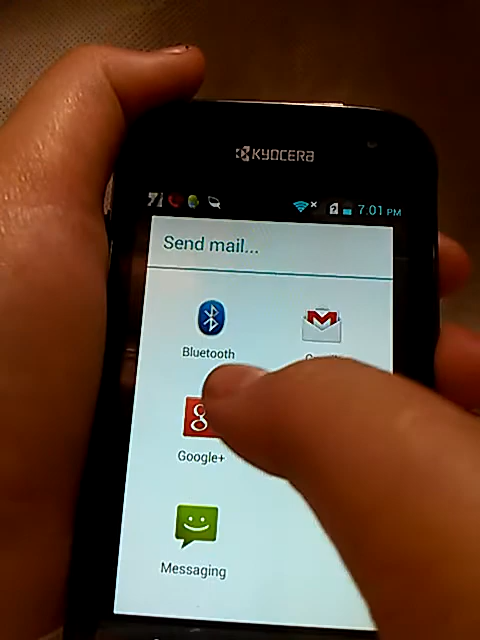 KYOCERA
7:01 PM
Send mail...
Bluetooth
Google+
Messaging